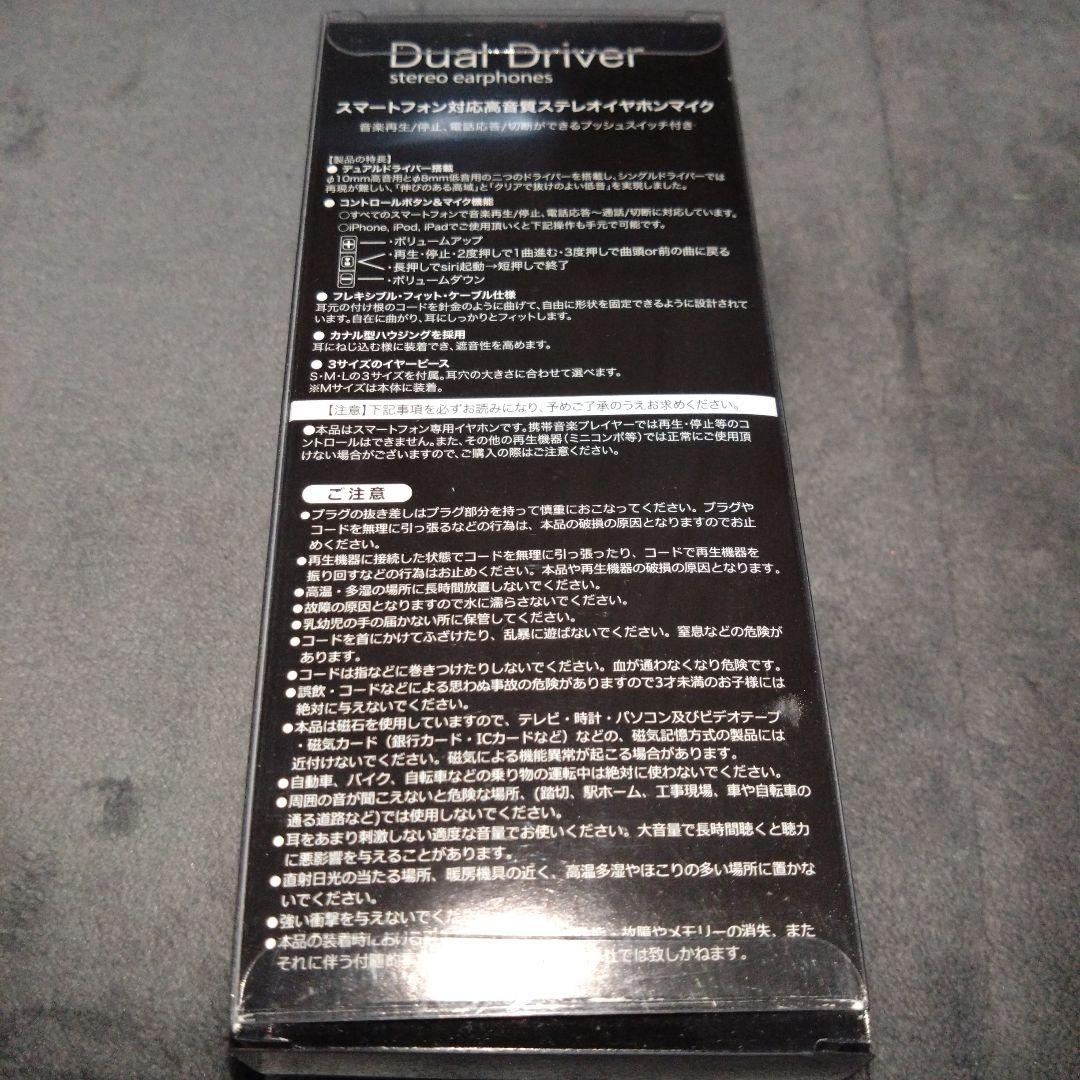 Dual Driver
stereo earphones
スマートフォン対応高音質ステレオイヤホンマイク
音楽再生/停止、電話応答/切断ができるプッシュスイッチ付き
【製品の特長】
● デュアルドライバー搭載
φ10mm高音用とφ8mm低音用の二つのドライバーを搭載し、シングルドライバーでは
再現が難しい、「伸びのある高域」と「クリアで抜けのよい低音」を実現しました。
● コントロールボタン&マイク機能
○すべてのスマートフォンで音楽再生/停止、電話応答〜通話/切断に対応しています。
○iPhone, iPod, iPadでご使用頂いくと下記操作も手元で可能です。
・ボリュームアップ
・再生・停止・2度押しで1曲進む・3度押しで曲頭or前の曲に戻る
・長押しでsiri起動→短押しで終了
・ボリュームダウン
● フレキシブル・フィット・ケーブル仕様
耳元の付け根のコードを針金のように曲げて、自由に形状を固定できるように設計されて
います。自在に曲がり、耳にしっかりとフィットします。
● カナル型ハウジングを採用
耳にねじ込む様に装着でき、遮音性を高めます。
● 3サイズのイヤーピース
S・M・Lの3サイズを付属。耳穴の大きさに合わせて選べます。
※Mサイズは本体に装着。
【注意】下記事項を必ずお読みになり、予めご了承のうえお求めください。
●本品はスマートフォン専用イヤホンです。携帯音楽プレイヤーでは再生・停止等のコ
ントロールはできません。また、その他の再生機器（ミニコンポ等）では正常にご使用頂
けない場合がございますので、ご購入の際はご注意ください。
ご注意
●プラグの抜き差しはプラグ部分を持って慎重におこなってください。プラグや
コードを無理に引っ張るなどの行為は、本品の破損の原因となりますのでお止
めください。
●再生機器に接続した状態でコードを無理に引っ張ったり、コードで再生機器を
振り回すなどの行為はお止めください。本品や再生機器の破損の原因となります。
●高温・多湿の場所に長時間放置しないでください。
●故障の原因となりますので水に濡らさないでください。
●乳幼児の手の届かない所に保管してください。
●コードを首にかけてふざけたり、乱暴に遊ばないでください。窒息などの危険が
あります。
●コードは指などに巻きつけたりしないでください。血が通わなくなり危険です。
●誤飲・コードなどによる思わぬ事故の危険がありますので3才未満のお子様には
絶対に与えないでください。
●本品は磁石を使用していますので、テレビ・時計・パソコン及びビデオテープ
・磁気カード（銀行カード・ICカードなど）などの、磁気記憶方式の製品には
近付けないでください。磁気による機能異常が起こる場合があります。
●自動車、バイク、自転車などの乗り物の運転中は絶対に使わないでください。
●周囲の音が聞こえないと危険な場所、(踏切、駅ホーム、工事現場、車や自転車の
通る道路など)では使用しないでください。
●耳をあまり刺激しない適度な音量でお使いください。大音量で長時間聴くと聴力
に悪影響を与えることがあります。
●直射日光の当たる場所、暖房機具の近く、高温多湿やほこりの多い場所に置かな
いでください。
●強い衝撃を与えないでくだ
●本品の装着時における 故障やメモリーの消失、また
それに伴う付随的 では致しかねます。